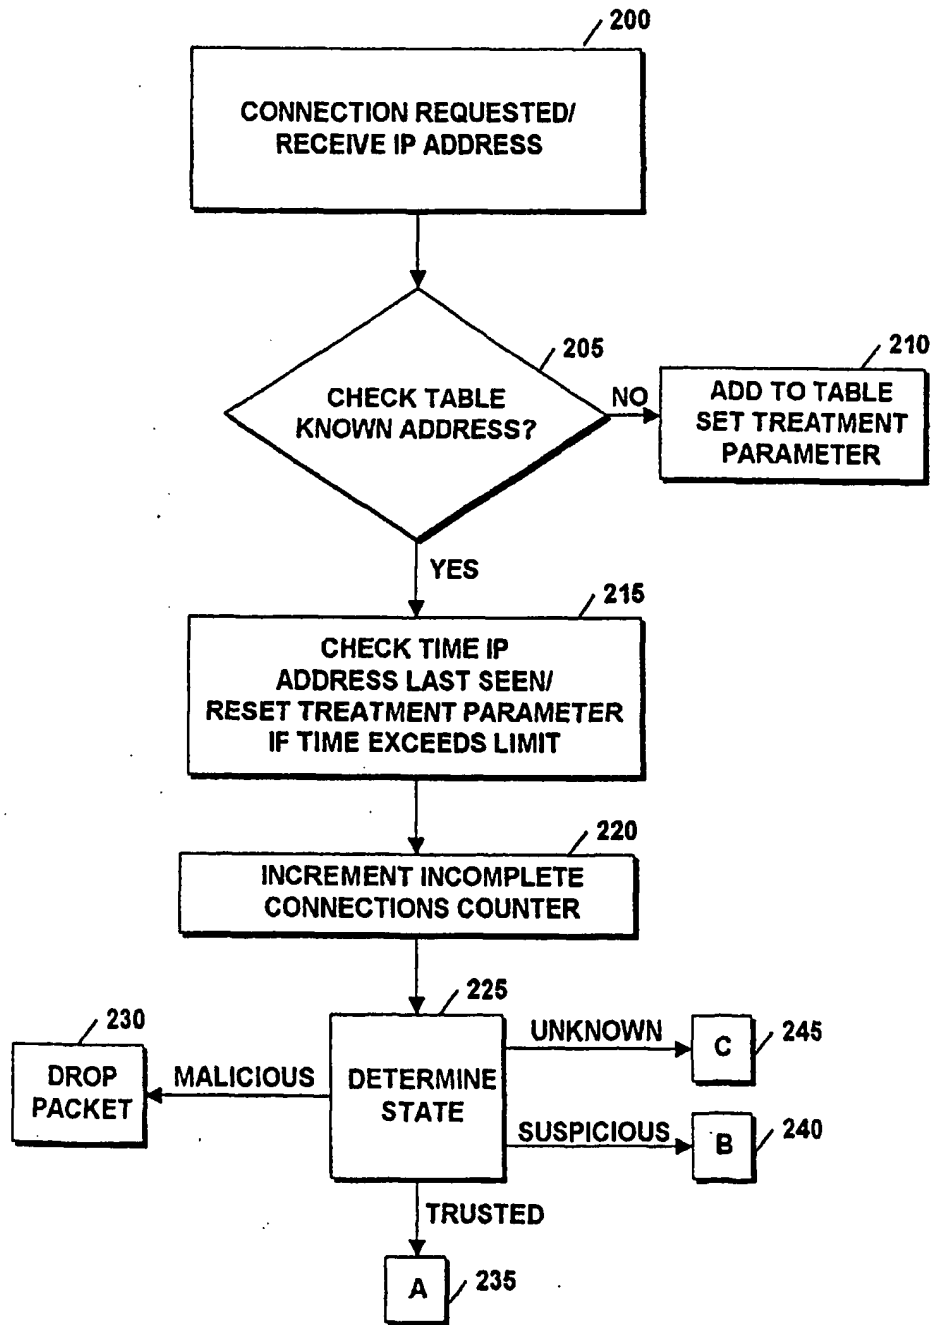 200
CONNECTION REQUESTED/
RECEIVE IP ADDRESS
205
CHECK TABLE
KNOWN ADDRESS?
NO
210
ADD TO TABLE
SET TREATMENT
PARAMETER
YES
215
CHECK TIME IP
ADDRESS LAST SEEN/
RESET TREATMENT PARAMETER
IF TIME EXCEEDS LIMIT
220
INCREMENT INCOMPLETE
CONNECTIONS COUNTER
225
DETERMINE
STATE
230
DROP
PACKET
MALICIOUS
UNKNOWN
C
245
SUSPICIOUS
B
240
TRUSTED
A
235